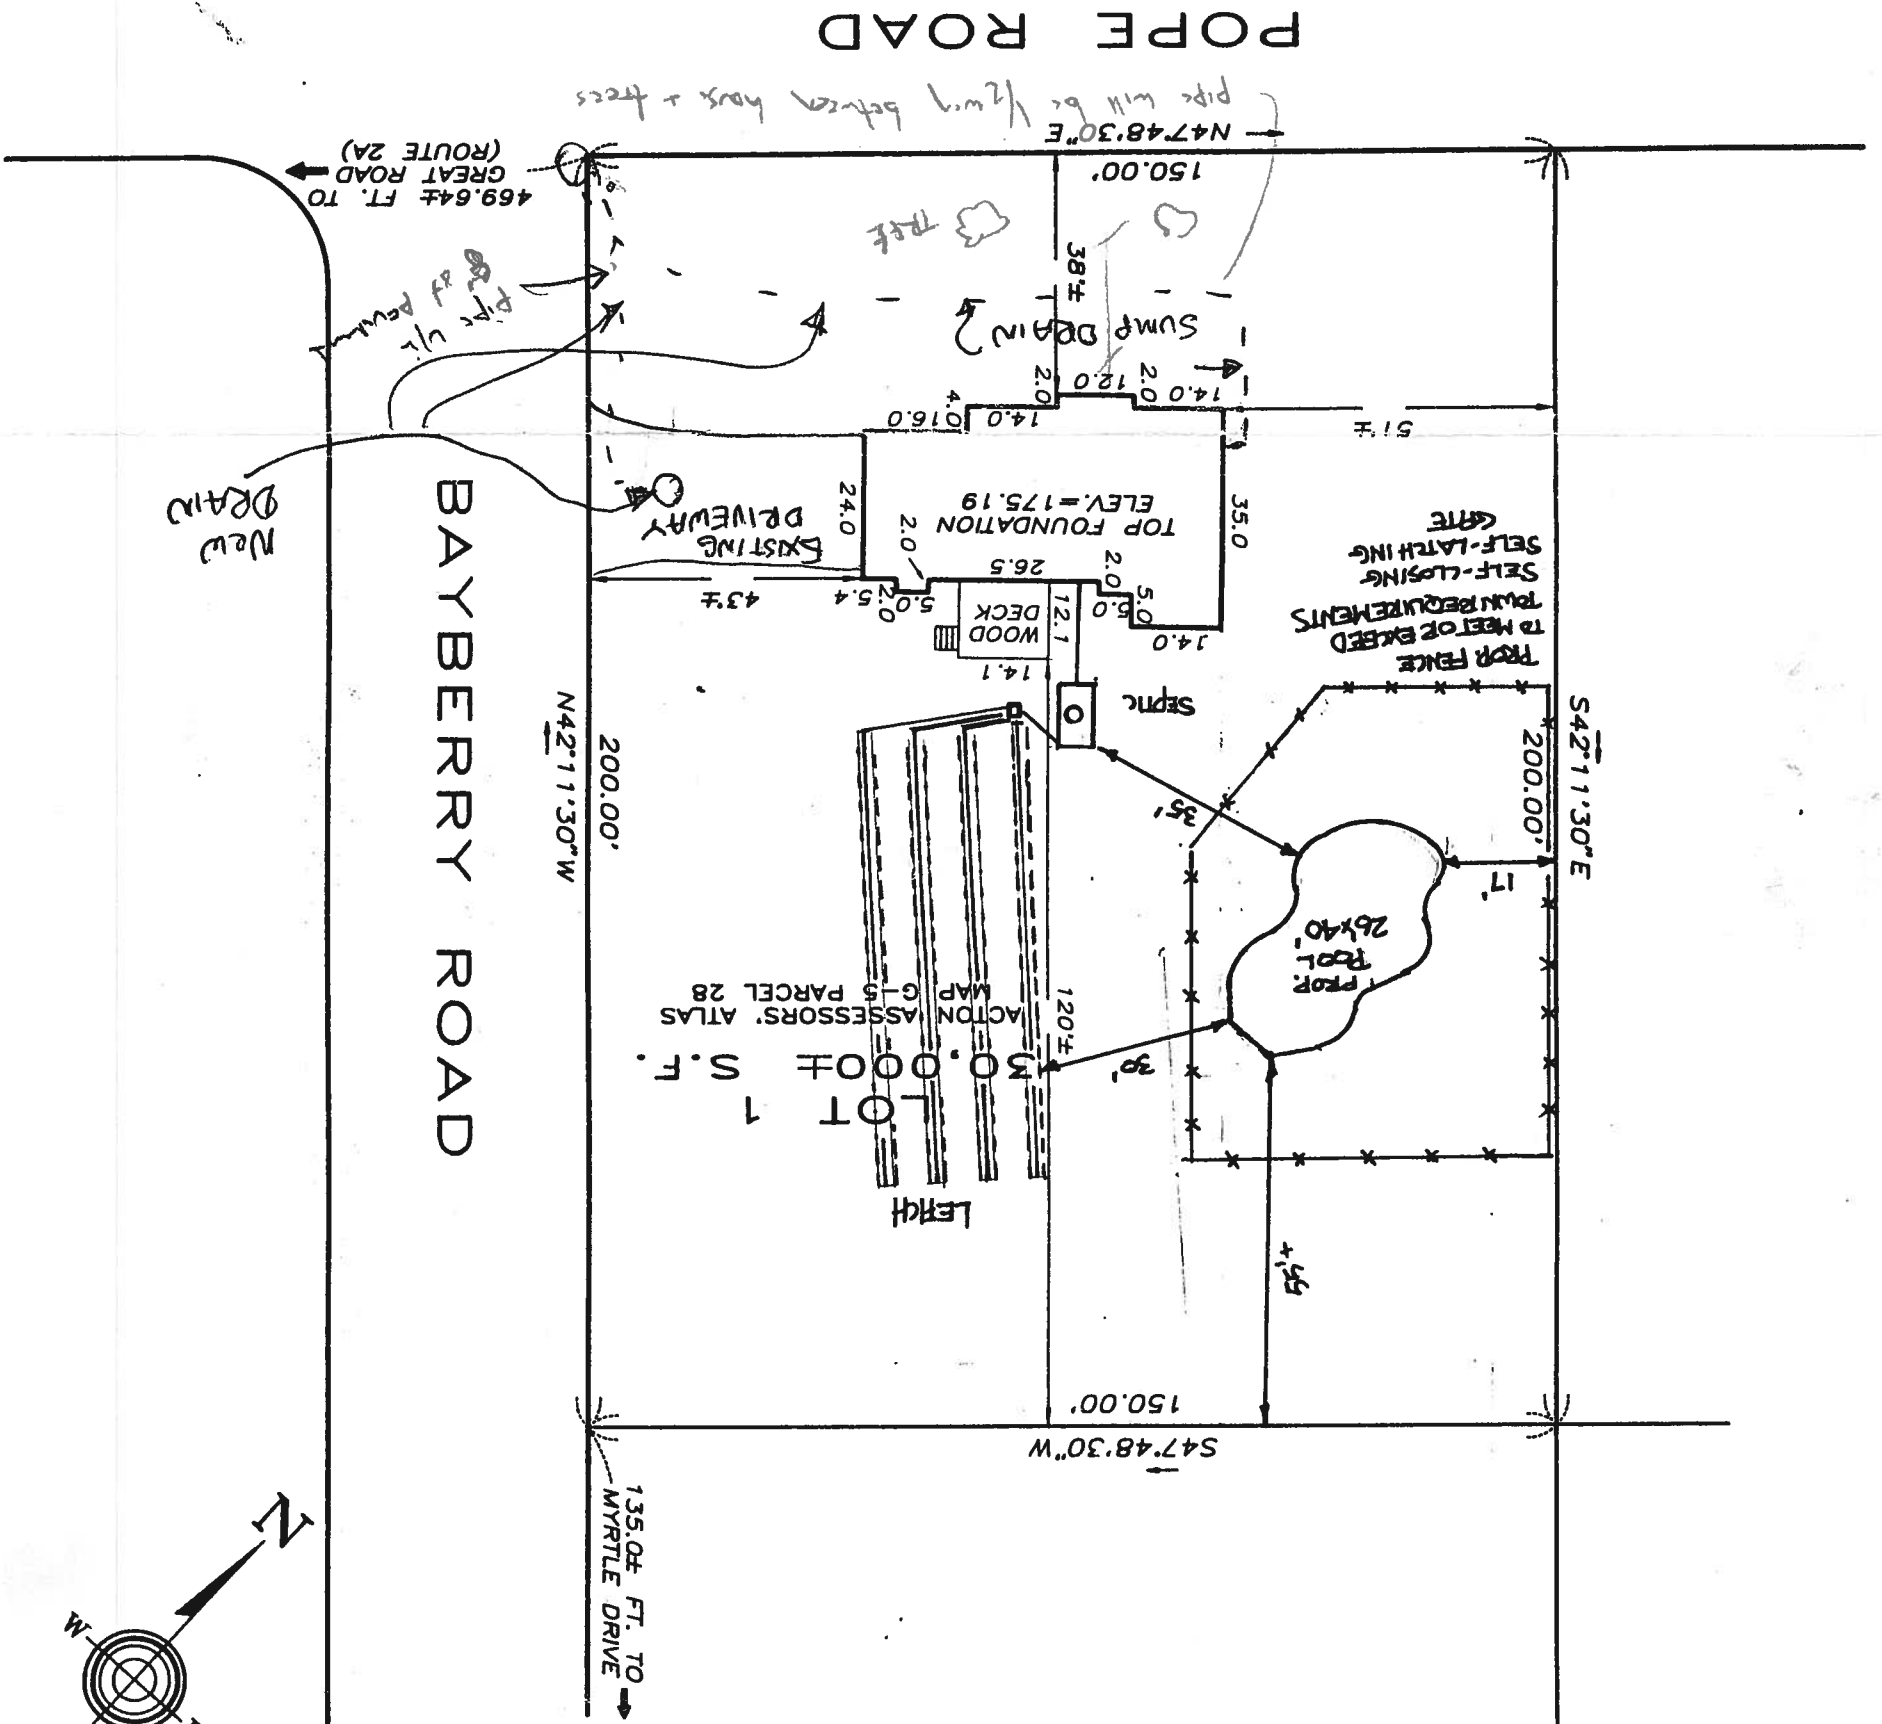 POPE ROAD
pipe will be 1/2 way between house + trees
N47°48'30"E
150.00'
469.64± FT. TO
GREAT ROAD
(ROUTE 2A)
TREE
38'±
pipe u/g
SUMP DRAIN
2.0
12.0
2.0
14.0
4.0
16.0
14.0
51'±
NEW
DRAIN
EXISTING
DRIVEWAY
24.0
TOP FOUNDATION
ELEV.=175.19
35.0
2.0
26.5
2.0
5.0
5.0
14.0
43'±
5.4
2.0
5.0
WOOD
DECK
12.1
14.1
PROP. FENCE
TO MEET OR EXCEED
TOWN REQUIREMENTS
SELF-CLOSING
SELF-LATCHING
GATE
SEPTIC
BAYBERRY ROAD
N42°11'30"W
200.00'
S42°11'30"E
200.00'
35'
17'
PROP.
POOL
26'x40'
30'
120'±
LOT 1
30,000± S.F.
ACTON ASSESSORS' ATLAS
MAP G-5 PARCEL 28
LEACH
55'+
150.00'
S47°48'30"W
135.0± FT. TO
MYRTLE DRIVE
N
W